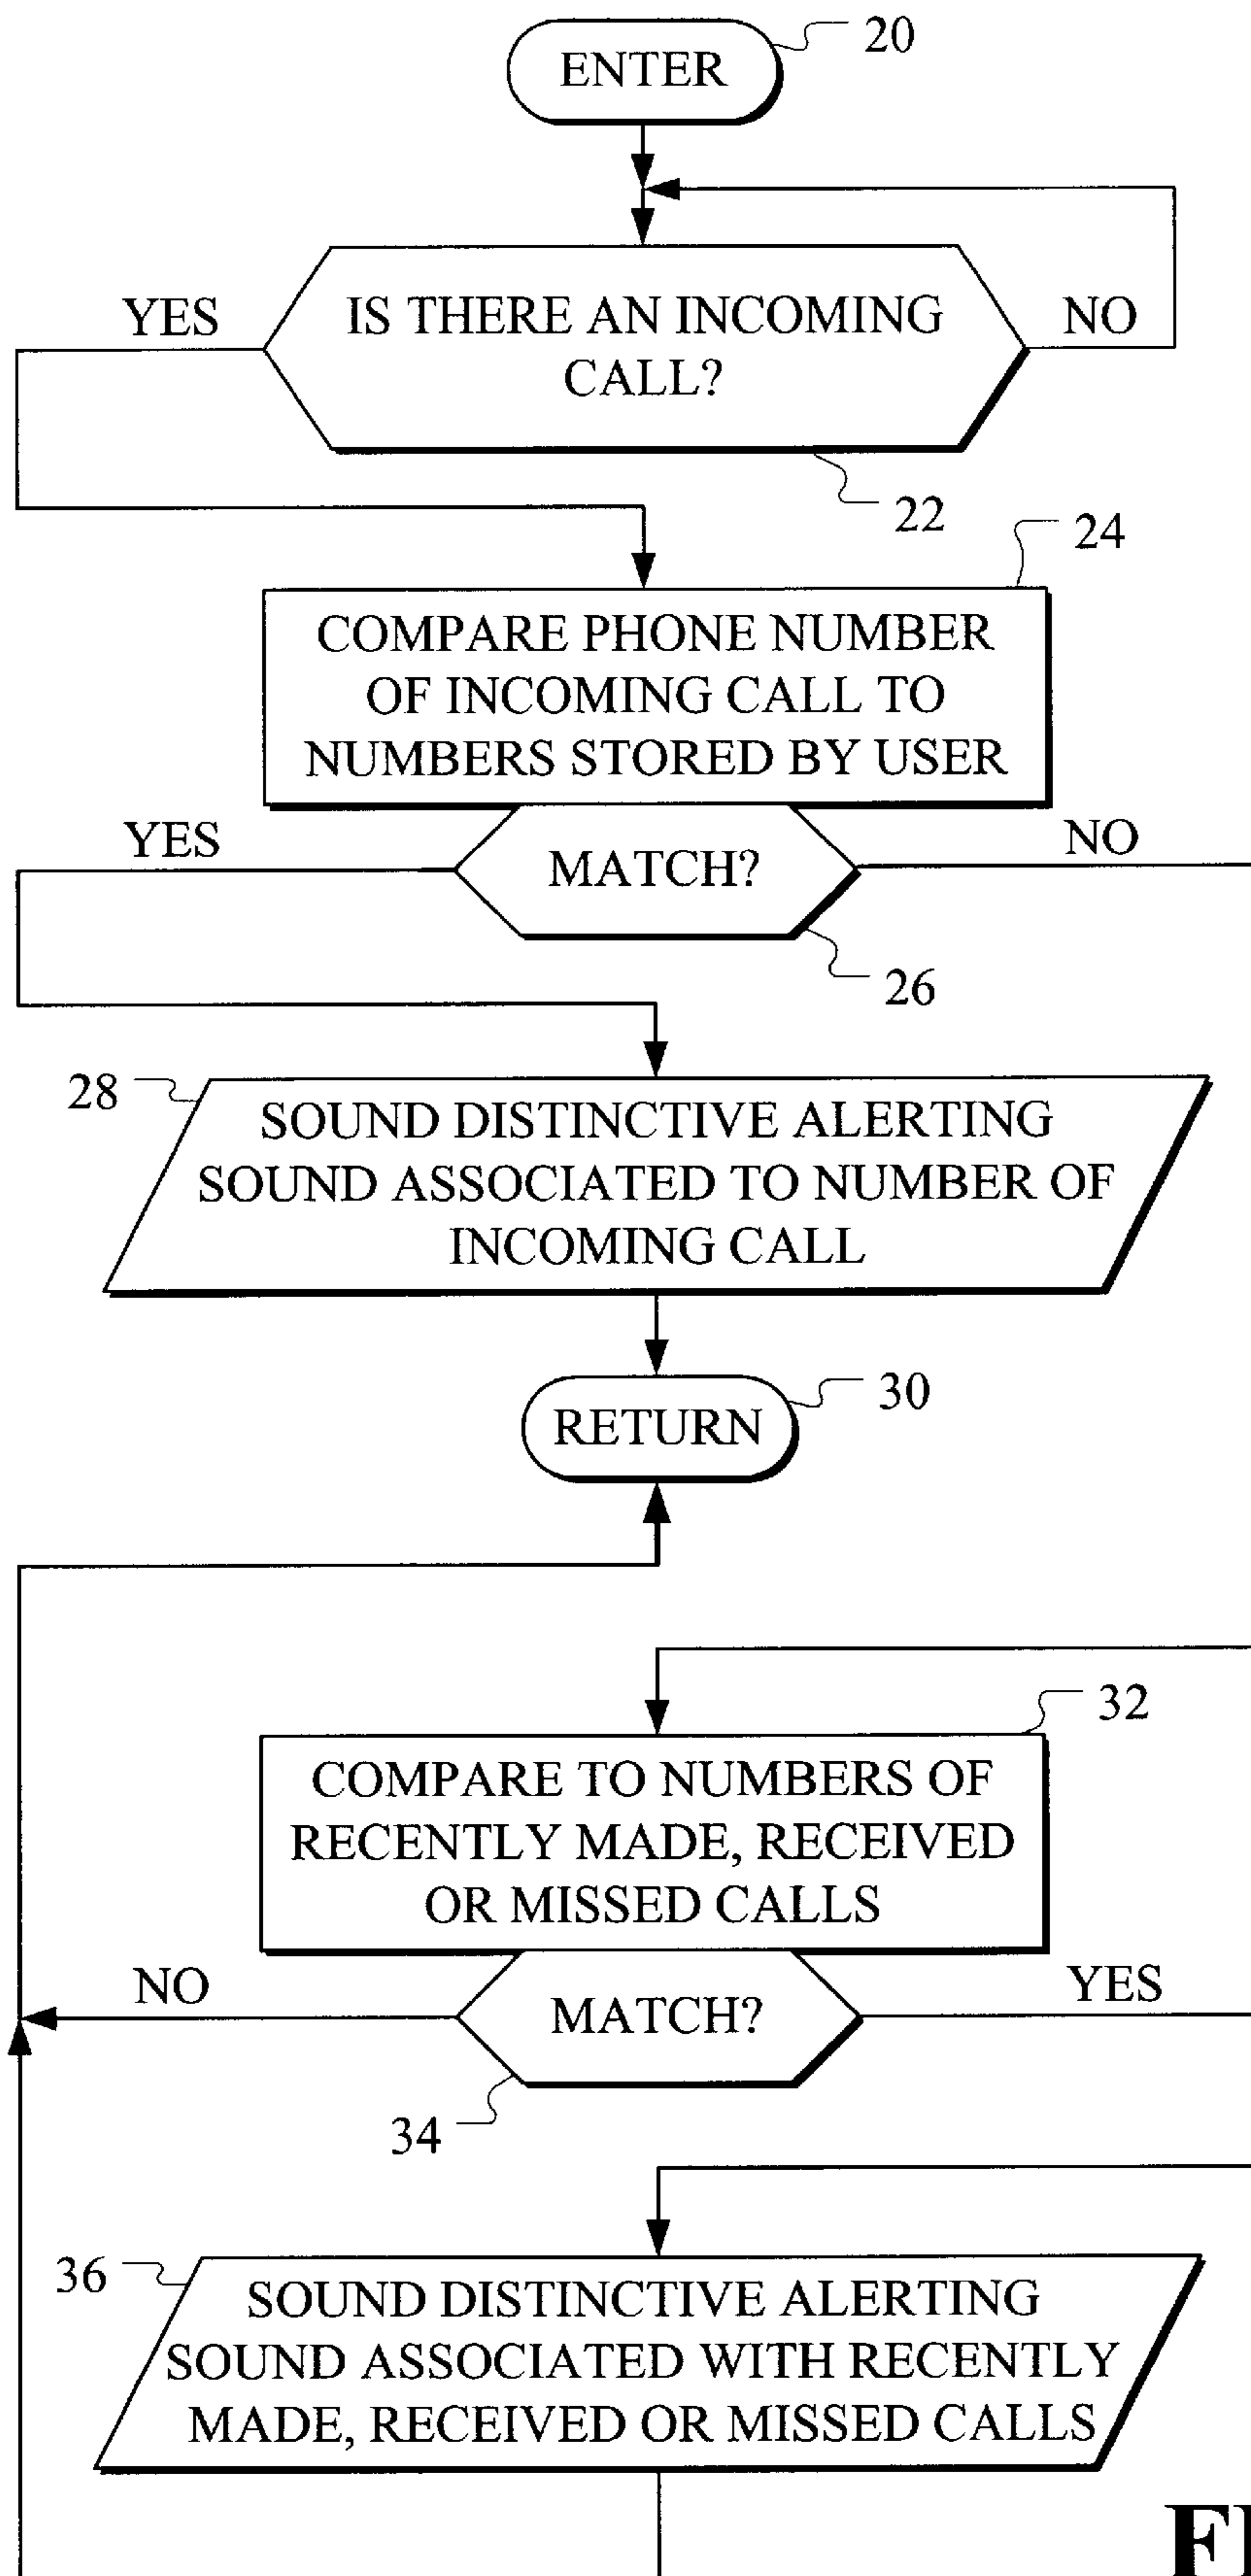 ENTER
20
YES
IS THERE AN INCOMING
CALL?
NO
22
24
COMPARE PHONE NUMBER
OF INCOMING CALL TO
NUMBERS STORED BY USER
YES
MATCH?
NO
26
28
SOUND DISTINCTIVE ALERTING
SOUND ASSOCIATED TO NUMBER OF
INCOMING CALL
RETURN
30
32
COMPARE TO NUMBERS OF
RECENTLY MADE, RECEIVED
OR MISSED CALLS
NO
MATCH?
YES
34
36
SOUND DISTINCTIVE ALERTING
SOUND ASSOCIATED WITH RECENTLY
MADE, RECEIVED OR MISSED CALLS